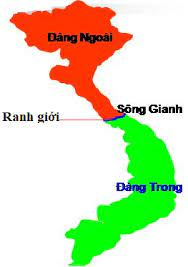 Đàng Ngoài
Sông Gianh
Ranh giới
Đàng Trong